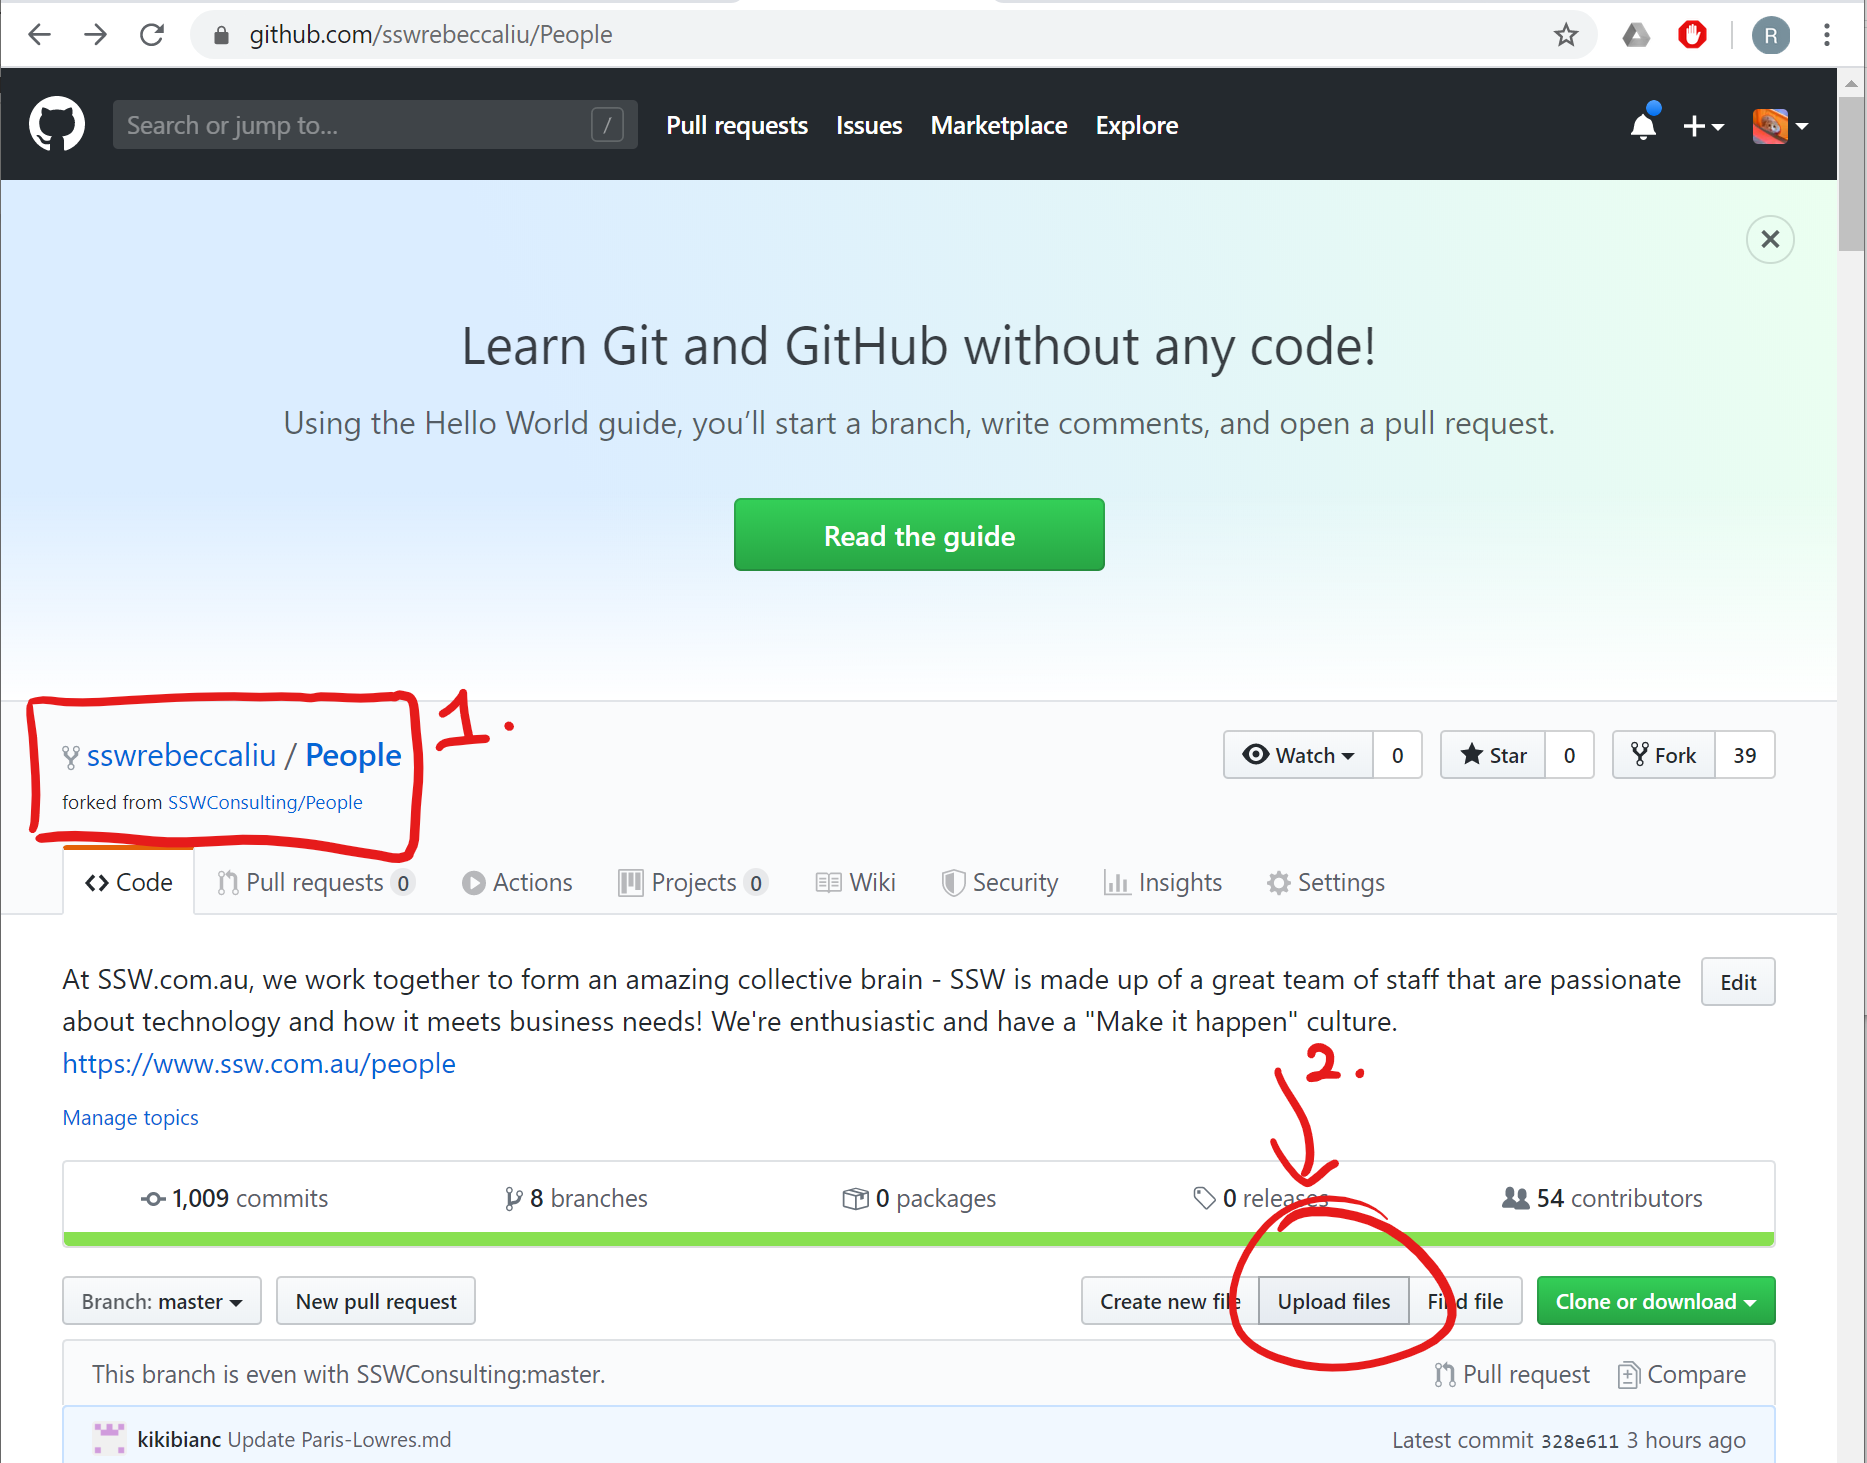 github.com/sswrebeccaliu/People
R
Search or jump to... /
Pull requests Issues Marketplace Explore
Learn Git and GitHub without any code!
Using the Hello World guide, you’ll start a branch, write comments, and open a pull request.
Read the guide
1.
sswrebeccaliu / People
Watch 0 Star 0 Fork 39
forked from SSWConsulting/People
Code Pull requests 0 Actions Projects 0 Wiki Security Insights Settings
At SSW.com.au, we work together to form an amazing collective brain - SSW is made up of a great team of staff that are passionate
about technology and how it meets business needs! We're enthusiastic and have a "Make it happen" culture.
Edit
https://www.ssw.com.au/people
2.
Manage topics
1,009 commits 8 branches 0 packages 0 releases 54 contributors
Branch: master New pull request Create new file Upload files Find file Clone or download
This branch is even with SSWConsulting:master. Pull request Compare
kikibianc Update Paris-Lowres.md Latest commit 328e611 3 hours ago